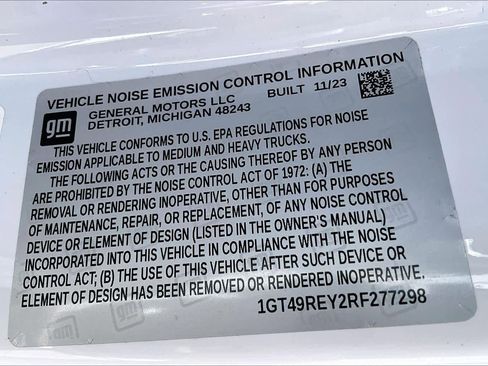 VEHICLE NOISE EMISSION CONTROL INFORMATION
gm
GENERAL MOTORS LLC BUILT 11/23
DETROIT, MICHIGAN 48243
THIS VEHICLE CONFORMS TO U.S. EPA REGULATIONS FOR NOISE
EMISSION APPLICABLE TO MEDIUM AND HEAVY TRUCKS.
THE FOLLOWING ACTS OR THE CAUSING THEREOF BY ANY PERSON
ARE PROHIBITED BY THE NOISE CONTROL ACT OF 1972: (A) THE
REMOVAL OR RENDERING INOPERATIVE, OTHER THAN FOR PURPOSES
OF MAINTENANCE, REPAIR, OR REPLACEMENT, OF ANY NOISE CONTROL
DEVICE OR ELEMENT OF DESIGN (LISTED IN THE OWNER'S MANUAL)
INCORPORATED INTO THIS VEHICLE IN COMPLIANCE WITH THE NOISE
CONTROL ACT; (B) THE USE OF THIS VEHICLE AFTER SUCH DEVICE OR
ELEMENT OF DESIGN HAS BEEN REMOVED OR RENDERED INOPERATIVE.
1GT49REY2RF277298